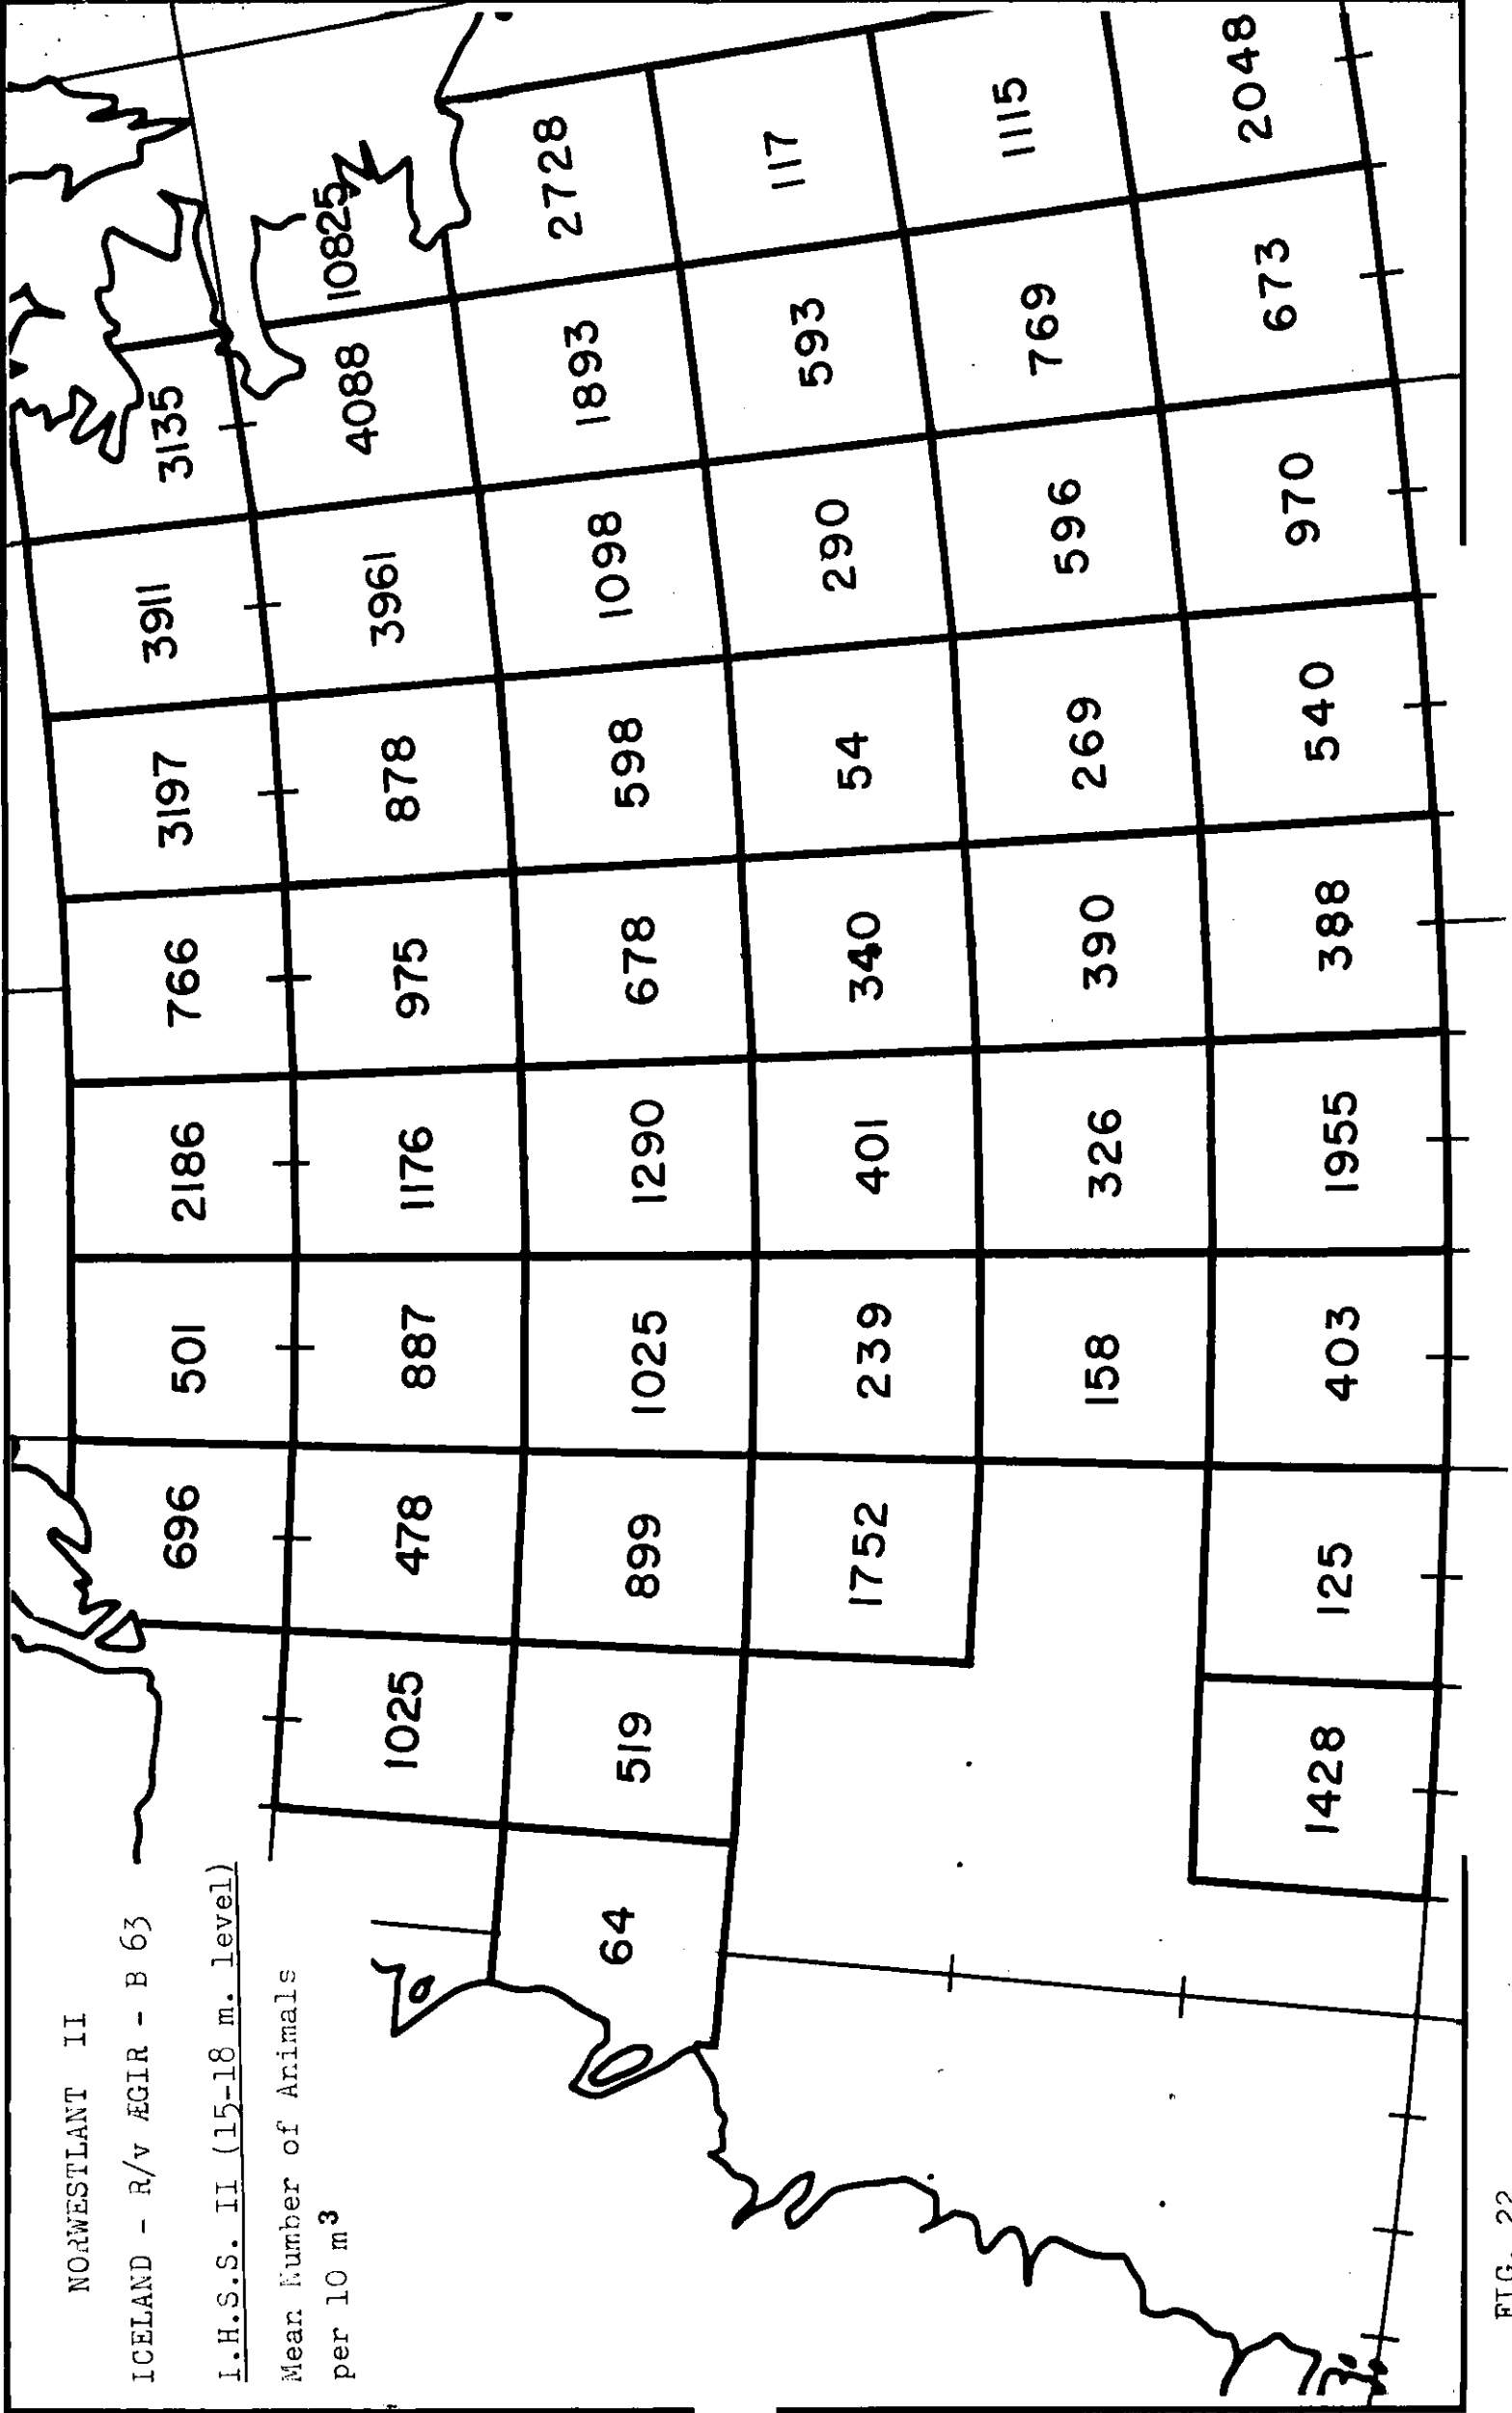 NORWESTLANT II
ICELAND - R/v ÆGIR - B 63
I.H.S.S. II (15-18 m. level)
Mean Number of Animals
per 10 m³
696 501 2186 766 3197 3911 3135
1025 478 887 1176 975 878 3961 4088 10825
64 519 899 1025 1290 678 598 1098 1893 2728
1752 239 401 340 54 290 593 117
158 326 390 269 596 769 1115
1428 125 403 1955 388 540 970 673 2048
FIG. 22